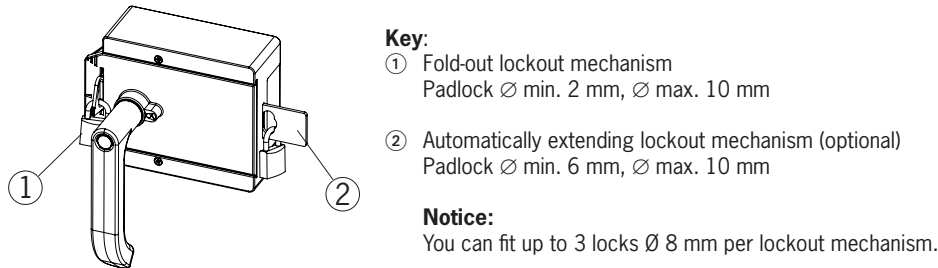 Key:
① Fold-out lockout mechanism
Padlock ∅ min. 2 mm, ∅ max. 10 mm
② Automatically extending lockout mechanism (optional)
Padlock ∅ min. 6 mm, ∅ max. 10 mm
Notice:
You can fit up to 3 locks Ø 8 mm per lockout mechanism.
①
②